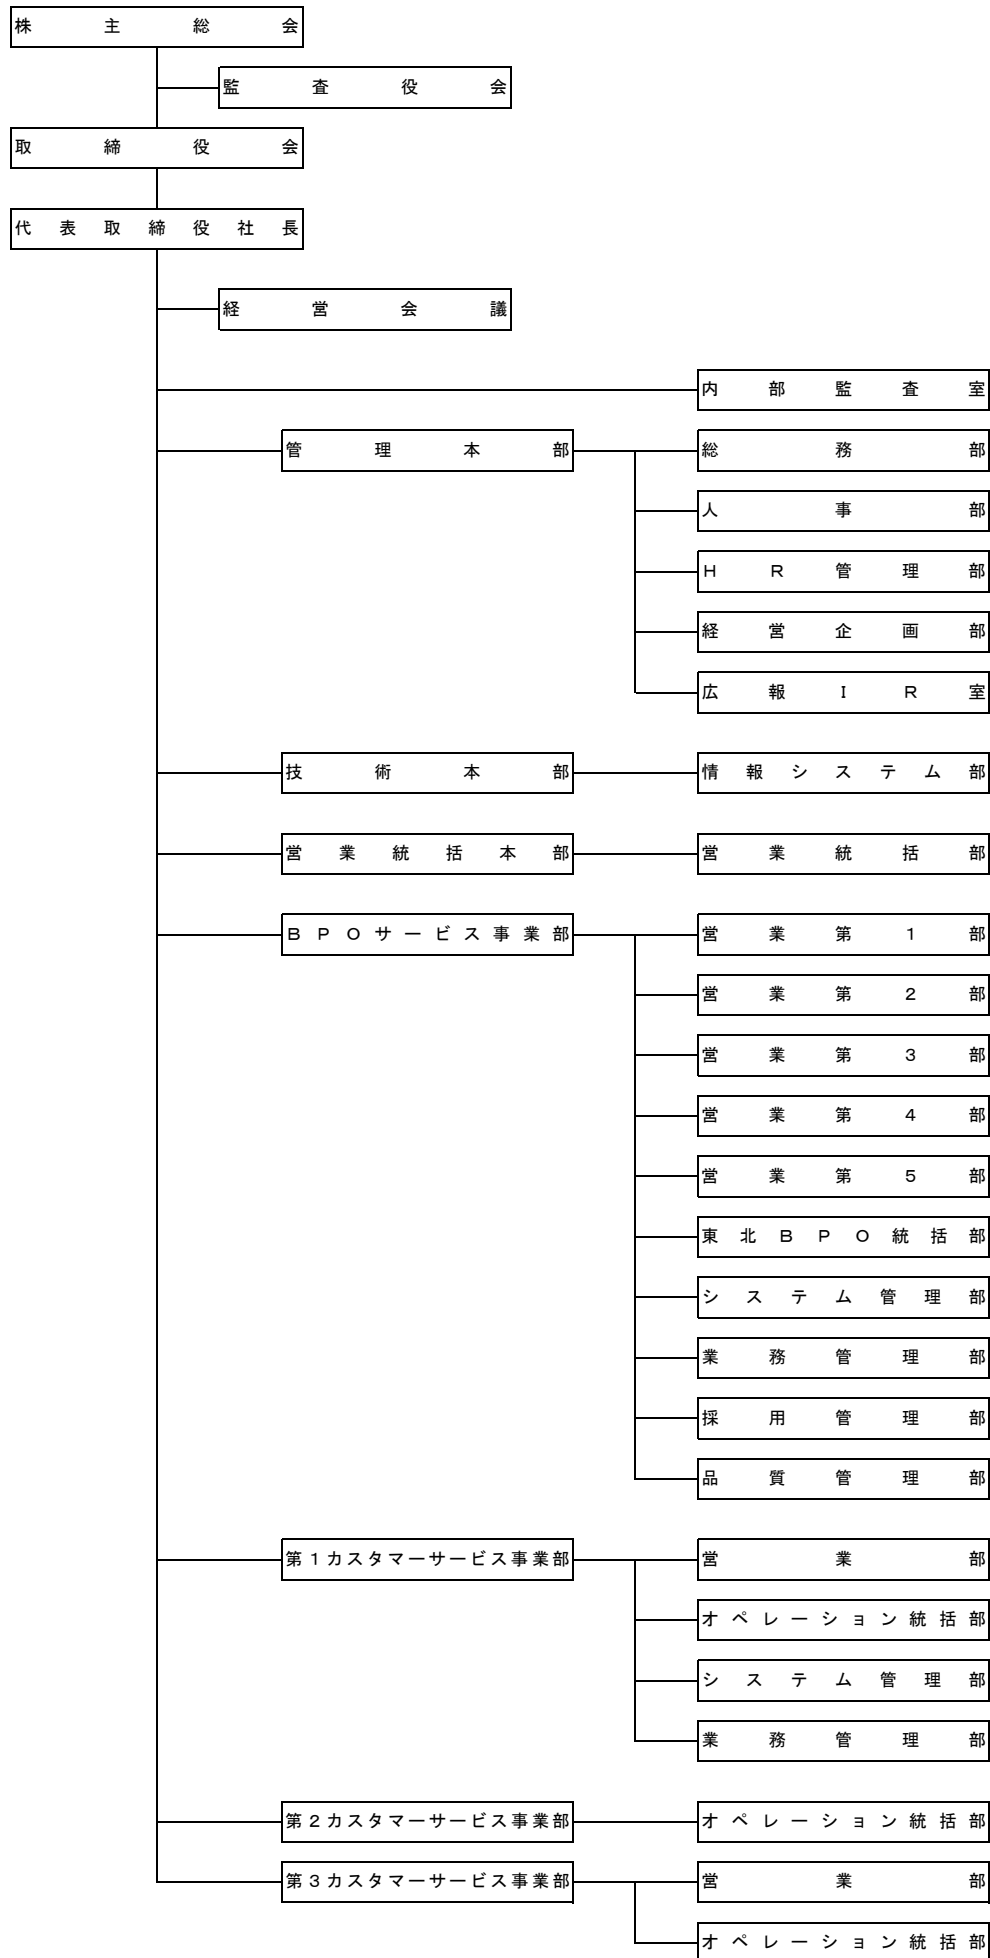 株主総会
監査役会
取締役会
代表取締役社長
経営会議
内部監査室
管理本部 総務部
人事部
HR管理部
経営企画部
広報IR室
技術本部 情報システム部
営業統括本部 営業統括部
BPOサービス事業部 営業第1部
営業第2部
営業第3部
営業第4部
営業第5部
東北BPO統括部
システム管理部
業務管理部
採用管理部
品質管理部
第1カスタマーサービス事業部 営業部
オペレーション統括部
システム管理部
業務管理部
第2カスタマーサービス事業部 オペレーション統括部
第3カスタマーサービス事業部 営業部
オペレーション統括部